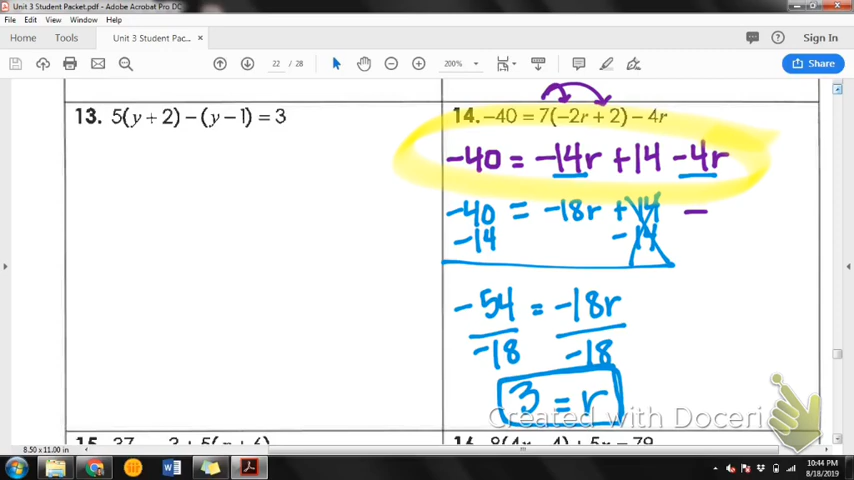 Unit 3 Student Packet.pdf - Adobe Acrobat Pro DC
File Edit View Window Help
Home Tools Unit 3 Student Pac... × Sign In
22 / 28 200% Share
13. 5(y + 2) − (y − 1) = 3
14. −40 = 7(−2r + 2) − 4r
-40 = -14r +14 -4r
-40 = -18r +14 -
-14 -14
-54 = -18r
-18 -18
3 = r
Created with Doceri
8.50 x 11.00 in
10:44 PM
8/18/2019